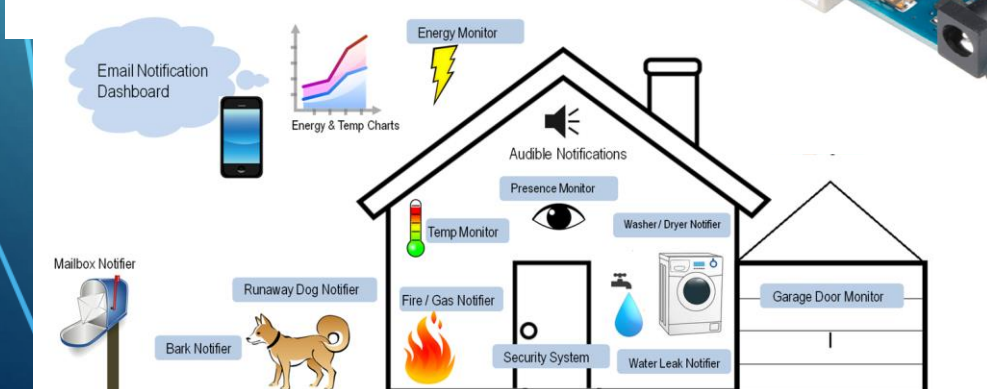 Energy Monitor
Email Notification
Dashboard
Energy & Temp Charts
Audible Notifications
Presence Monitor
Washer / Dryer Notifier
Temp Monitor
Mailbox Notifier
Runaway Dog Notifier
Fire / Gas Notifier
Garage Door Monitor
Bark Notifier
Security System
Water Leak Notifier